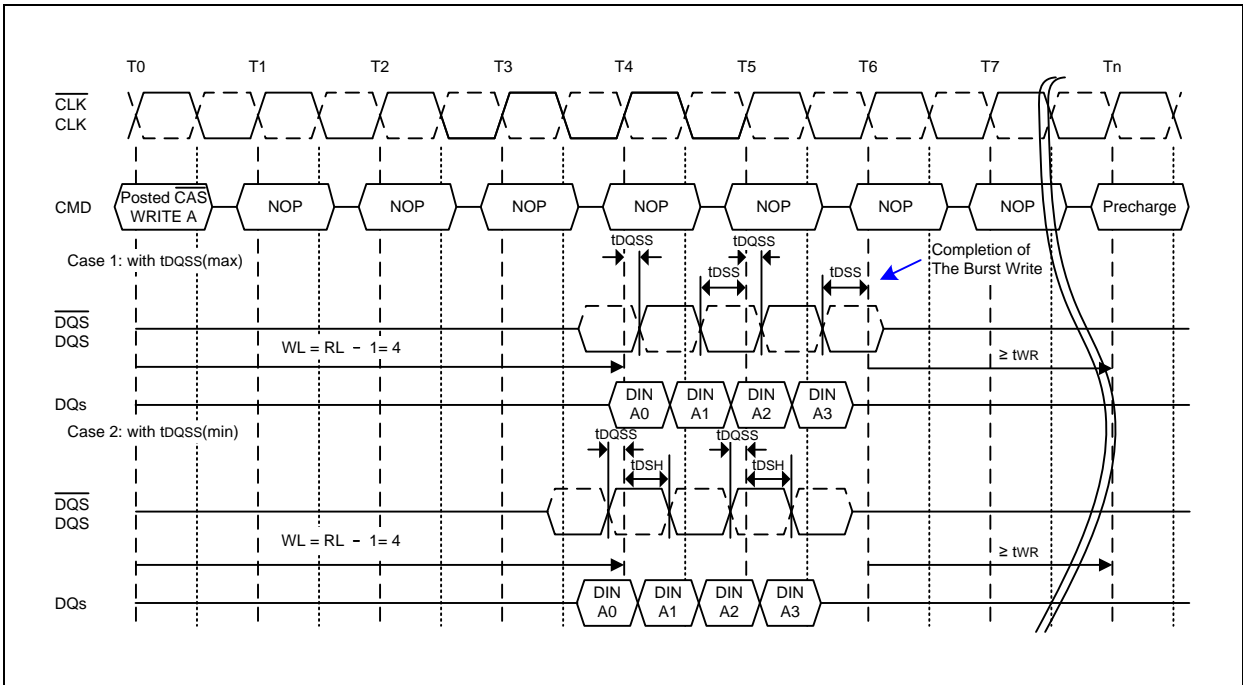 T0 T1 T2 T3 T4 T5 T6 T7 Tn
CLK
CLK
CMD
Posted CAS
WRITE A
NOP NOP NOP NOP NOP NOP NOP Precharge
Case 1: with tDQSS(max)
tDQSS tDQSS
tDSS tDSS
Completion of
The Burst Write
DQS
DQS
WL = RL - 1= 4
≥ tWR
DQs
DIN
A0
DIN
A1
DIN
A2
DIN
A3
Case 2: with tDQSS(min)
tDQSS tDQSS
tDSH tDSH
DQS
DQS
WL = RL - 1= 4
≥ tWR
DQs
DIN
A0
DIN
A1
DIN
A2
DIN
A3